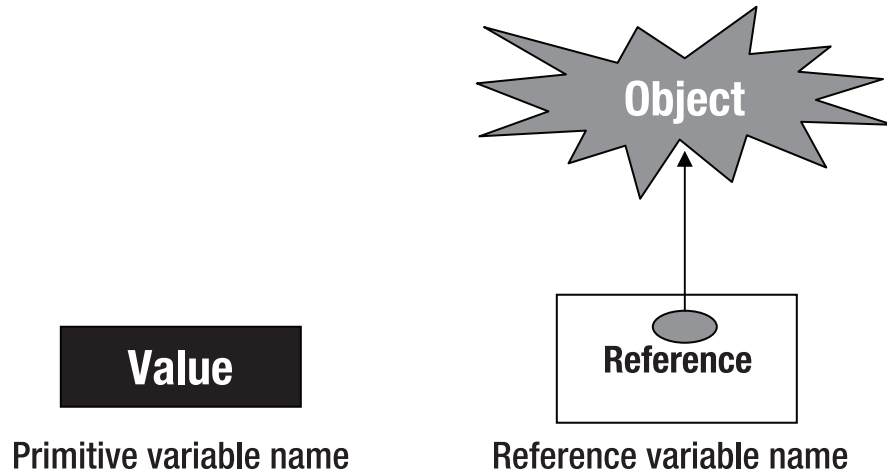 Object
Value
Reference
Primitive variable name
Reference variable name